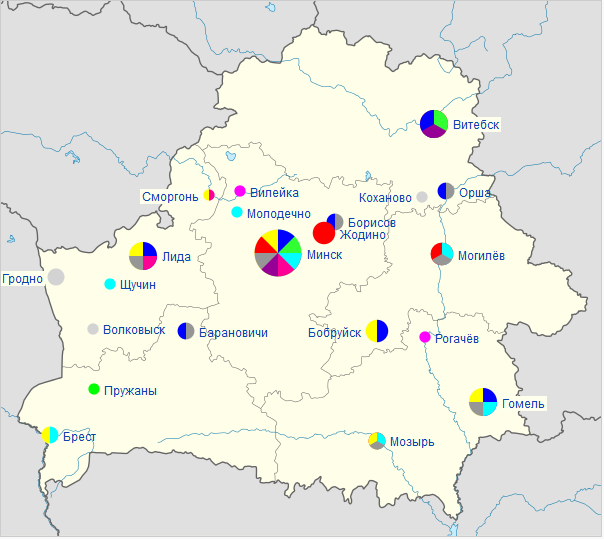 Витебск
Вилейка
Сморгонь
Коханово
Орша
Молодечно
Борисов
Жодино
Лида
Минск
Могилёв
Гродно
Щучин
Волковыск
Барановичи
Бобруйск
Рогачёв
Пружаны
Гомель
Брест
Мозырь